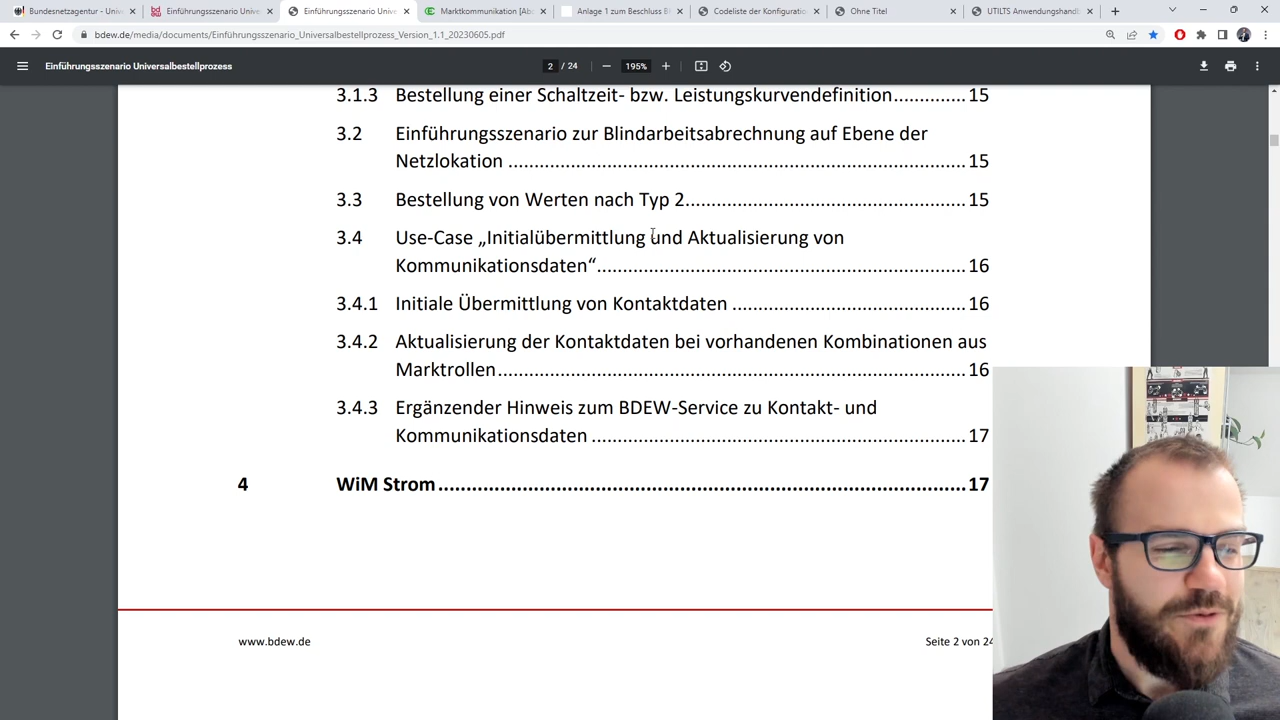 Bundesnetzagentur - Univ
Einführungsszenario Unive
Einführungsszenario Unive
Marktkommunikation [Abo
Anlage 1 zum Beschluss B
Codeliste der Konfiguratio
Ohne Titel
UTILTS Anwendungshand
bdew.de/media/documents/Einführungsszenario_Universalbestellprozess_Version_1.1_20230605.pdf
Einführungsszenario Universalbestellprozess
2 / 24
195%
3.1.3 Bestellung einer Schaltzeit- bzw. Leistungskurvendefinition.............. 15
3.2 Einführungsszenario zur Blindarbeitsabrechnung auf Ebene der
Netzlokation ................................................................................. 15
3.3 Bestellung von Werten nach Typ 2................................................. 15
3.4 Use-Case „Initialübermittlung und Aktualisierung von
Kommunikationsdaten“................................................................. 16
3.4.1 Initiale Übermittlung von Kontaktdaten ......................................... 16
3.4.2 Aktualisierung der Kontaktdaten bei vorhandenen Kombinationen aus
Marktrollen................................................................................... 16
3.4.3 Ergänzender Hinweis zum BDEW-Service zu Kontakt- und
Kommunikationsdaten .................................................................. 17
4 WiM Strom.............................................................................................. 17
www.bdew.de
Seite 2 von 24